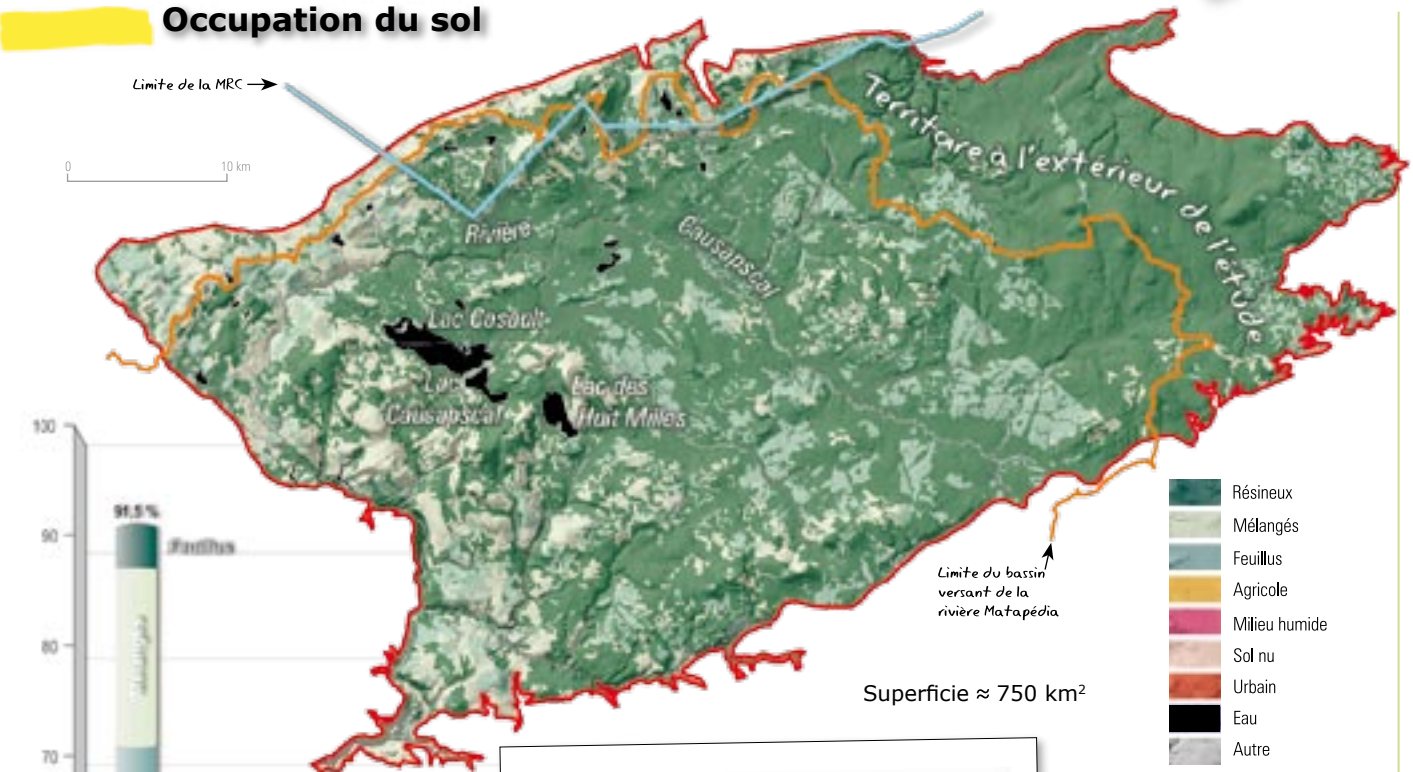 Occupation du sol
Limite de la MRC
0 10 km
Territoire à l'extérieur de l'étude
Rivière
Causapscal
Lac Casault
Lac
Causapscal
Lac des
Huit Milles
100
91,5 %
90
Feuillus
80
70
Limite du bassin
versant de la
rivière Matapédia
Superficie ≈ 750 km²
Résineux
Mélangés
Feuillus
Agricole
Milieu humide
Sol nu
Urbain
Eau
Autre